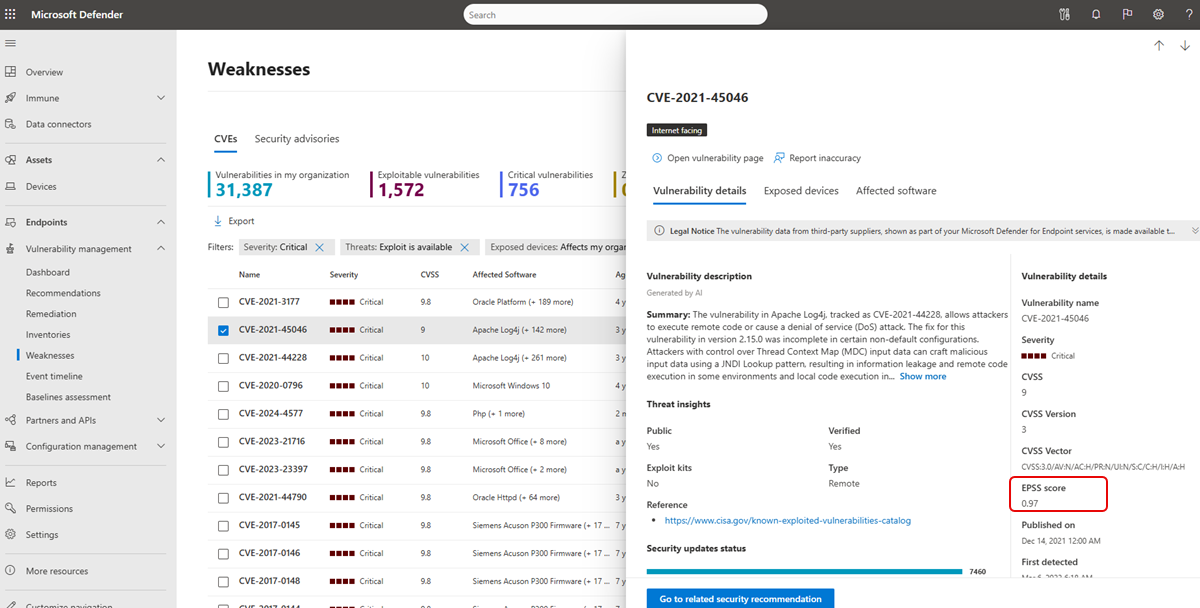 Microsoft Defender
Search
?
Overview
Immune
Data connectors
Assets
Devices
Endpoints
Vulnerability management
Dashboard
Recommendations
Remediation
Inventories
Weaknesses
Event timeline
Baselines assessment
Partners and APIs
Configuration management
Reports
Permissions
Settings
More resources
Customize navigation
Weaknesses
CVEs Security advisories
Vulnerabilities in my organization Exploitable vulnerabilities Critical vulnerabilities
31,387 1,572 756
Export
Filters: Severity: Critical Threats: Exploit is available Exposed devices: Affects my organ
Name Severity CVSS Affected Software Ag
CVE-2021-3177 Critical 9.8 Oracle Platform (+ 189 more) 4 y
CVE-2021-45046 Critical 9 Apache Log4j (+ 142 more) 3 y
CVE-2021-44228 Critical 10 Apache Log4j (+ 261 more) 3 y
CVE-2020-0796 Critical 10 Microsoft Windows 10 4 y
CVE-2024-4577 Critical 9.8 Php (+ 1 more) 2 n
CVE-2023-21716 Critical 9.8 Microsoft Office (+ 8 more) a y
CVE-2023-23397 Critical 9.8 Microsoft Office (+ 2 more) a y
CVE-2021-44790 Critical 9.8 Oracle Httpd (+ 64 more) 3 y
CVE-2017-0145 Critical 9.8 Siemens Acuson P300 Firmware (+ 17 ... 7 y
CVE-2017-0146 Critical 9.8 Siemens Acuson P300 Firmware (+ 17 ... 7 y
CVE-2017-0148 Critical 9.8 Siemens Acuson P300 Firmware (+ 17 ... 7 y
CVE-2021-45046
Internet facing
Open vulnerability page Report inaccuracy
Vulnerability details Exposed devices Affected software
Legal Notice The vulnerability data from third-party suppliers, shown as part of your Microsoft Defender for Endpoint services, is made available t...
Vulnerability description
Generated by AI
Summary: The vulnerability in Apache Log4j, tracked as CVE-2021-44228, allows attackers
to execute remote code or cause a denial of service (DoS) attack. The fix for this
vulnerability in version 2.15.0 was incomplete in certain non-default configurations.
Attackers with control over Thread Context Map (MDC) input data can craft malicious
input data using a JNDI Lookup pattern, resulting in information leakage and remote code
execution in some environments and local code execution in... Show more
Threat insights
Public Verified
Yes Yes
Exploit kits Type
No Remote
Reference
• https://www.cisa.gov/known-exploited-vulnerabilities-catalog
Security updates status
7460
Go to related security recommendation
Vulnerability details
Vulnerability name
CVE-2021-45046
Severity
Critical
CVSS
9
CVSS Version
3
CVSS Vector
CVSS:3.0/AV:N/AC:H/PR:N/UI:N/S:C/C:H/I:H/A:H
EPSS score
0.97
Published on
Dec 14, 2021 12:00 AM
First detected